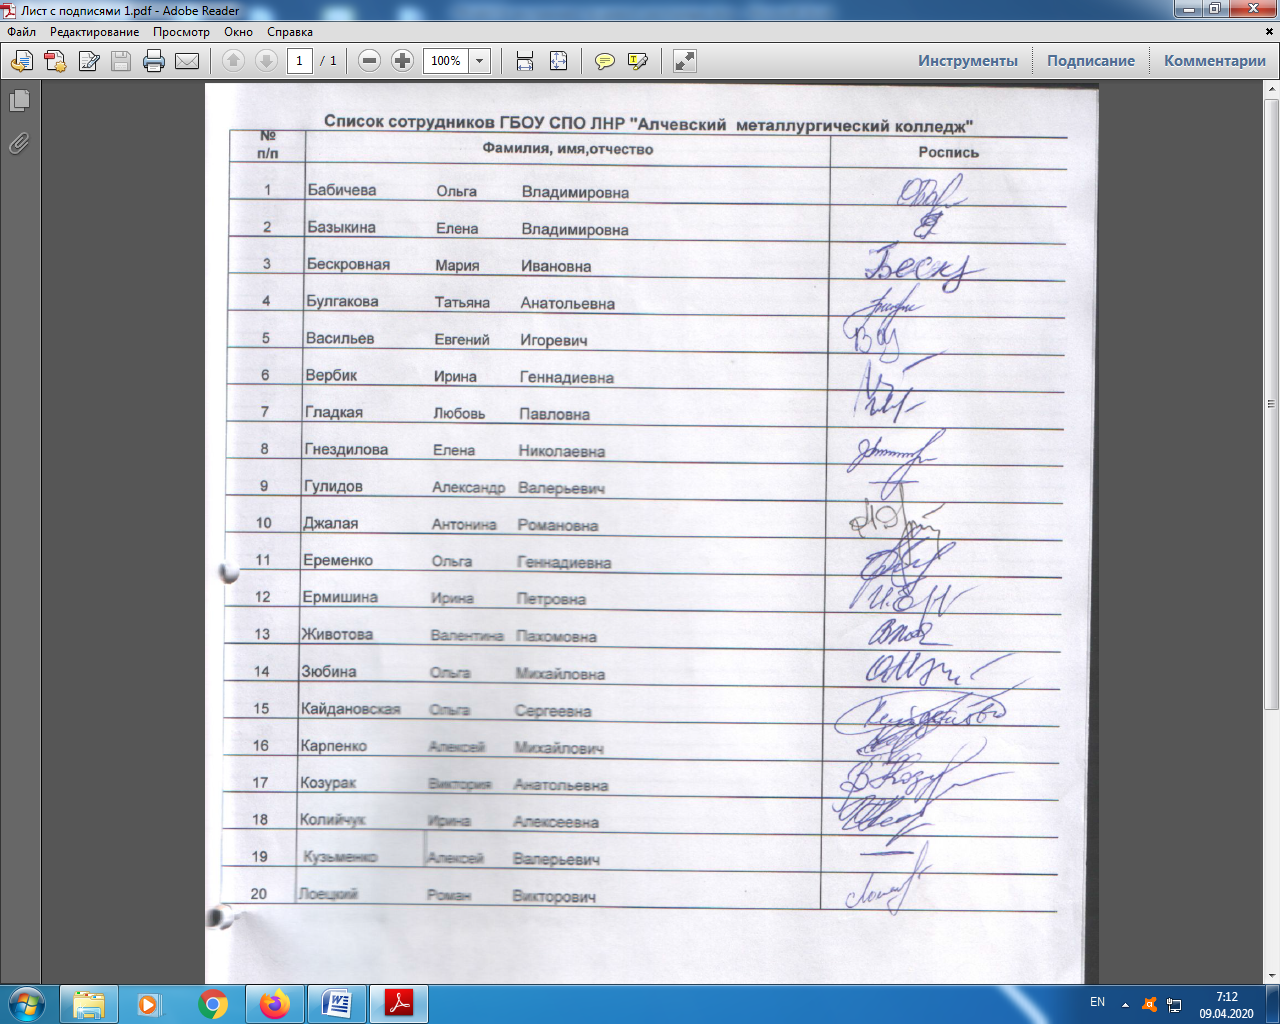 Лист с подписями 1.pdf - Adobe Reader
Файл Редактирование Просмотр Окно Справка
1 / 1 100% Инструменты Подписание Комментарии
Список сотрудников ГБОУ СПО ЛНР "Алчевский металлургический колледж"
№ п/п Фамилия, имя,отчество Роспись
1 Бабичева Ольга Владимировна
2 Базыкина Елена Владимировна
3 Бескровная Мария Ивановна
4 Булгакова Татьяна Анатольевна
5 Васильев Евгений Игоревич
6 Вербик Ирина Геннадиевна
7 Гладкая Любовь Павловна
8 Гнездилова Елена Николаевна
9 Гулидов Александр Валерьевич
10 Джалая Антонина Романовна
11 Еременко Ольга Геннадиевна
12 Ермишина Ирина Петровна
13 Животова Валентина Пахомовна
14 Зюбина Ольга Михайловна
15 Кайдановская Ольга Сергеевна
16 Карпенко Алексей Михайлович
17 Козурак Виктория Анатольевна
18 Колийчук Ирина Алексеевна
19 Кузьменко Алексей Валерьевич
20 Лоецкий Роман Викторович
EN 7:12
09.04.2020